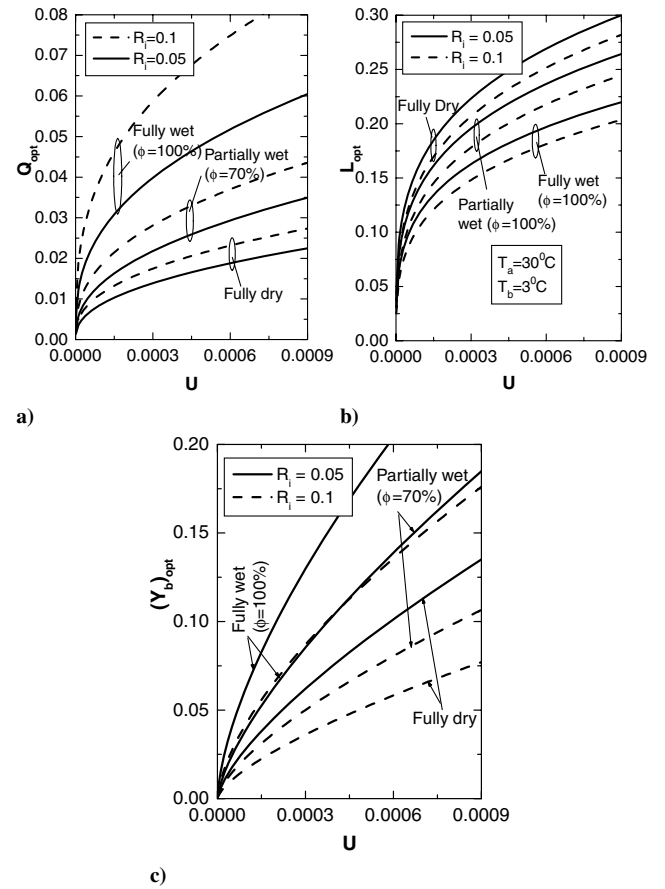 0.08
0.07
0.06
0.05
0.04
0.03
0.02
0.01
0.00
Q_opt
R_i=0.1
R_i=0.05
Fully wet
(ϕ=100%)
Partially wet
(ϕ=70%)
Fully dry
0.0000 0.0003 0.0006 0.0009
U
a)
0.30
0.25
0.20
0.15
0.10
0.05
0.00
L_opt
R_i = 0.05
R_i = 0.1
Fully Dry
Partially
wet (ϕ=100%)
Fully wet
(ϕ=100%)
T_a=30⁰C
T_b=3⁰C
0.0000 0.0003 0.0006 0.0009
U
b)
0.20
0.15
0.10
0.05
0.00
(Y_b)_opt
R_i = 0.05
R_i = 0.1
Partially wet
(ϕ=70%)
Fully wet
(ϕ=100%)
Fully dry
0.0000 0.0003 0.0006 0.0009
U
c)